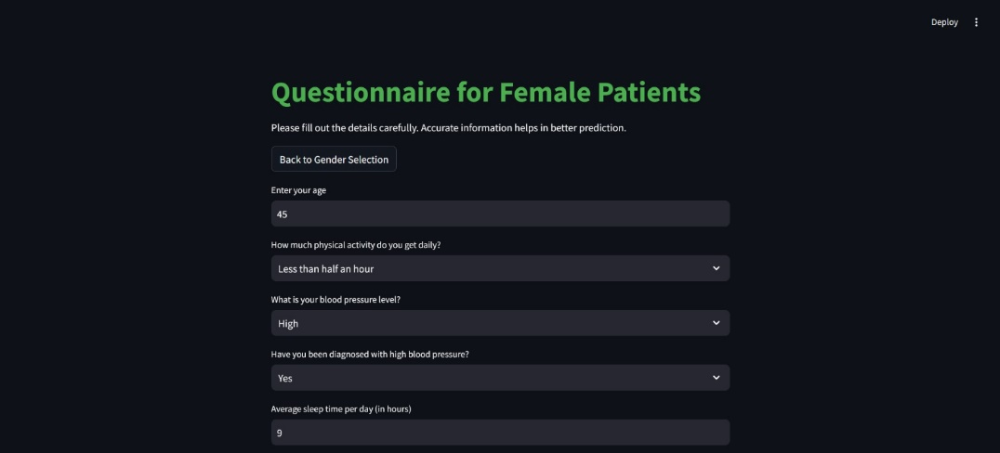 Deploy
Questionnaire for Female Patients
Please fill out the details carefully. Accurate information helps in better prediction.
Back to Gender Selection
Enter your age
45
How much physical activity do you get daily?
Less than half an hour
What is your blood pressure level?
High
Have you been diagnosed with high blood pressure?
Yes
Average sleep time per day (in hours)
9